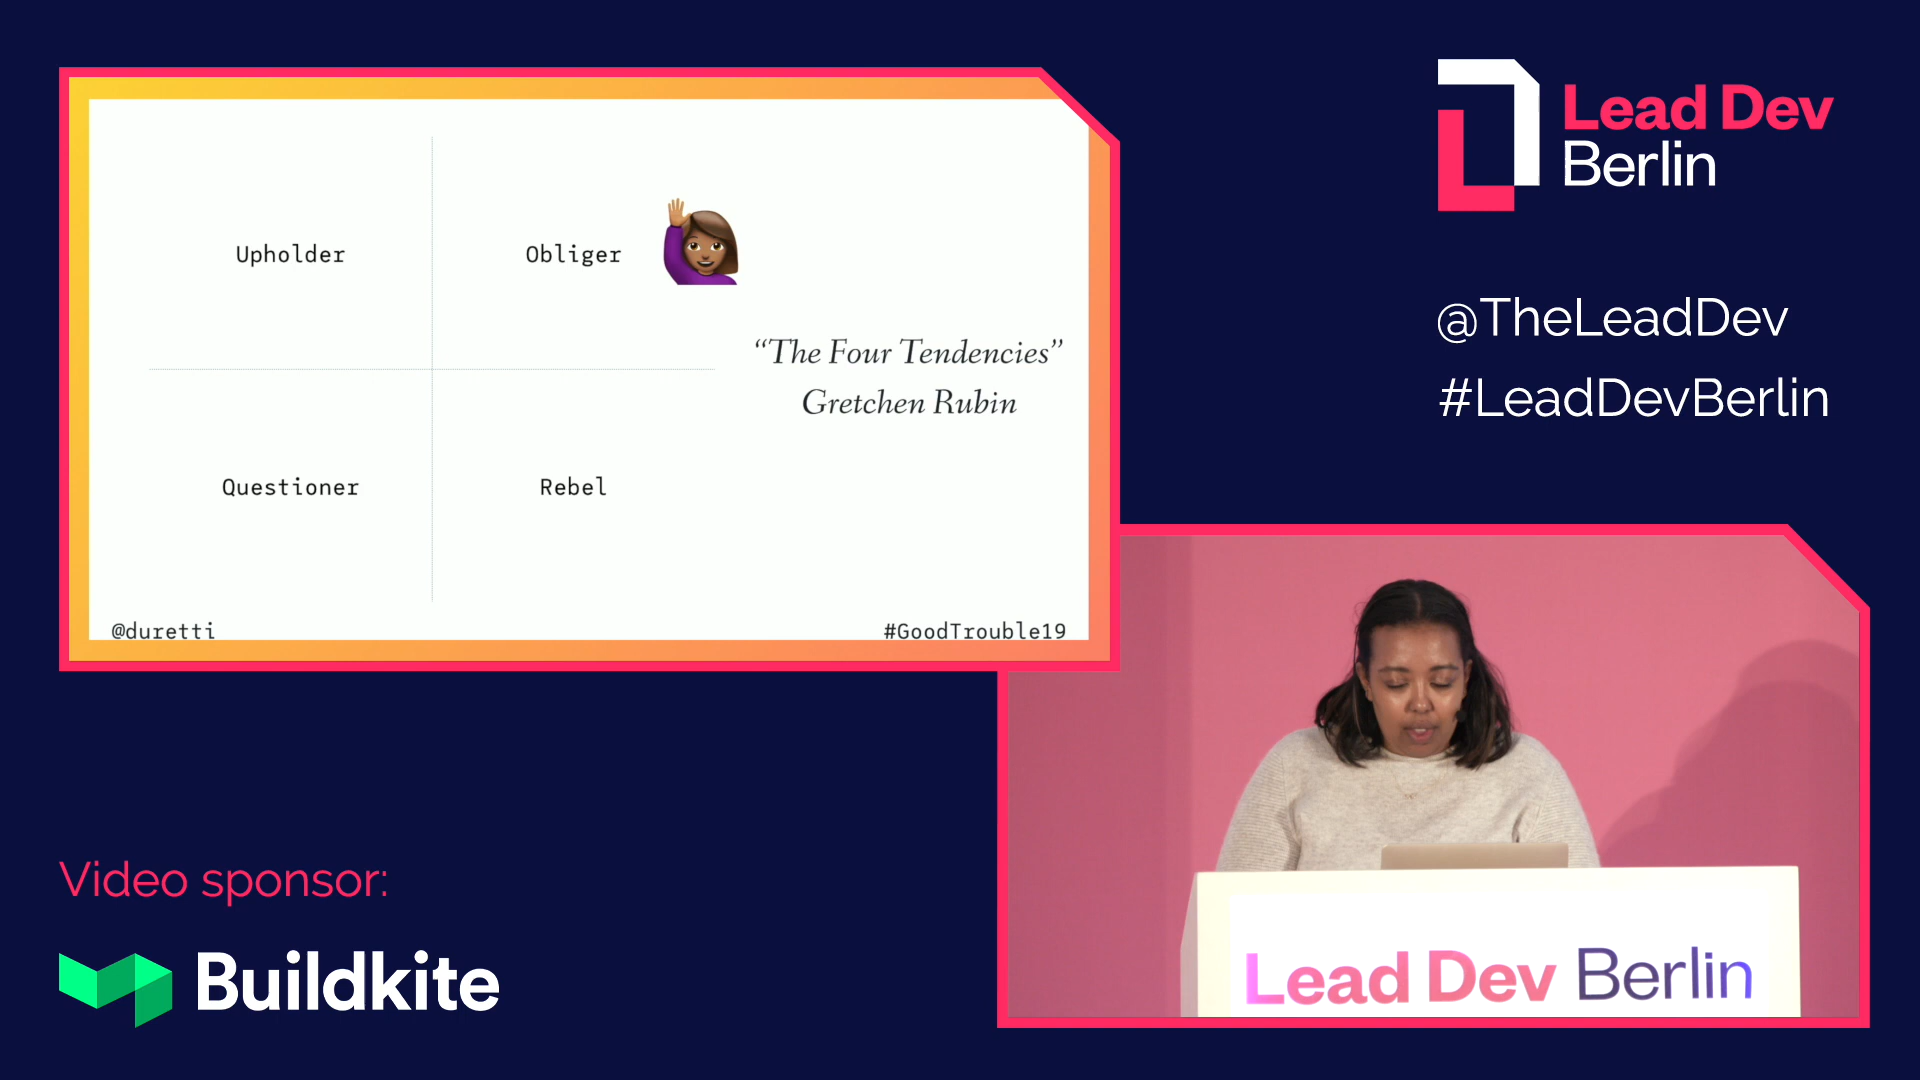 Upholder
Obliger
“The Four Tendencies”
Gretchen Rubin
Questioner
Rebel
@duretti
#GoodTrouble19
Lead Dev
Berlin
@TheLeadDev
#LeadDevBerlin
Video sponsor:
Buildkite
Lead Dev Berlin